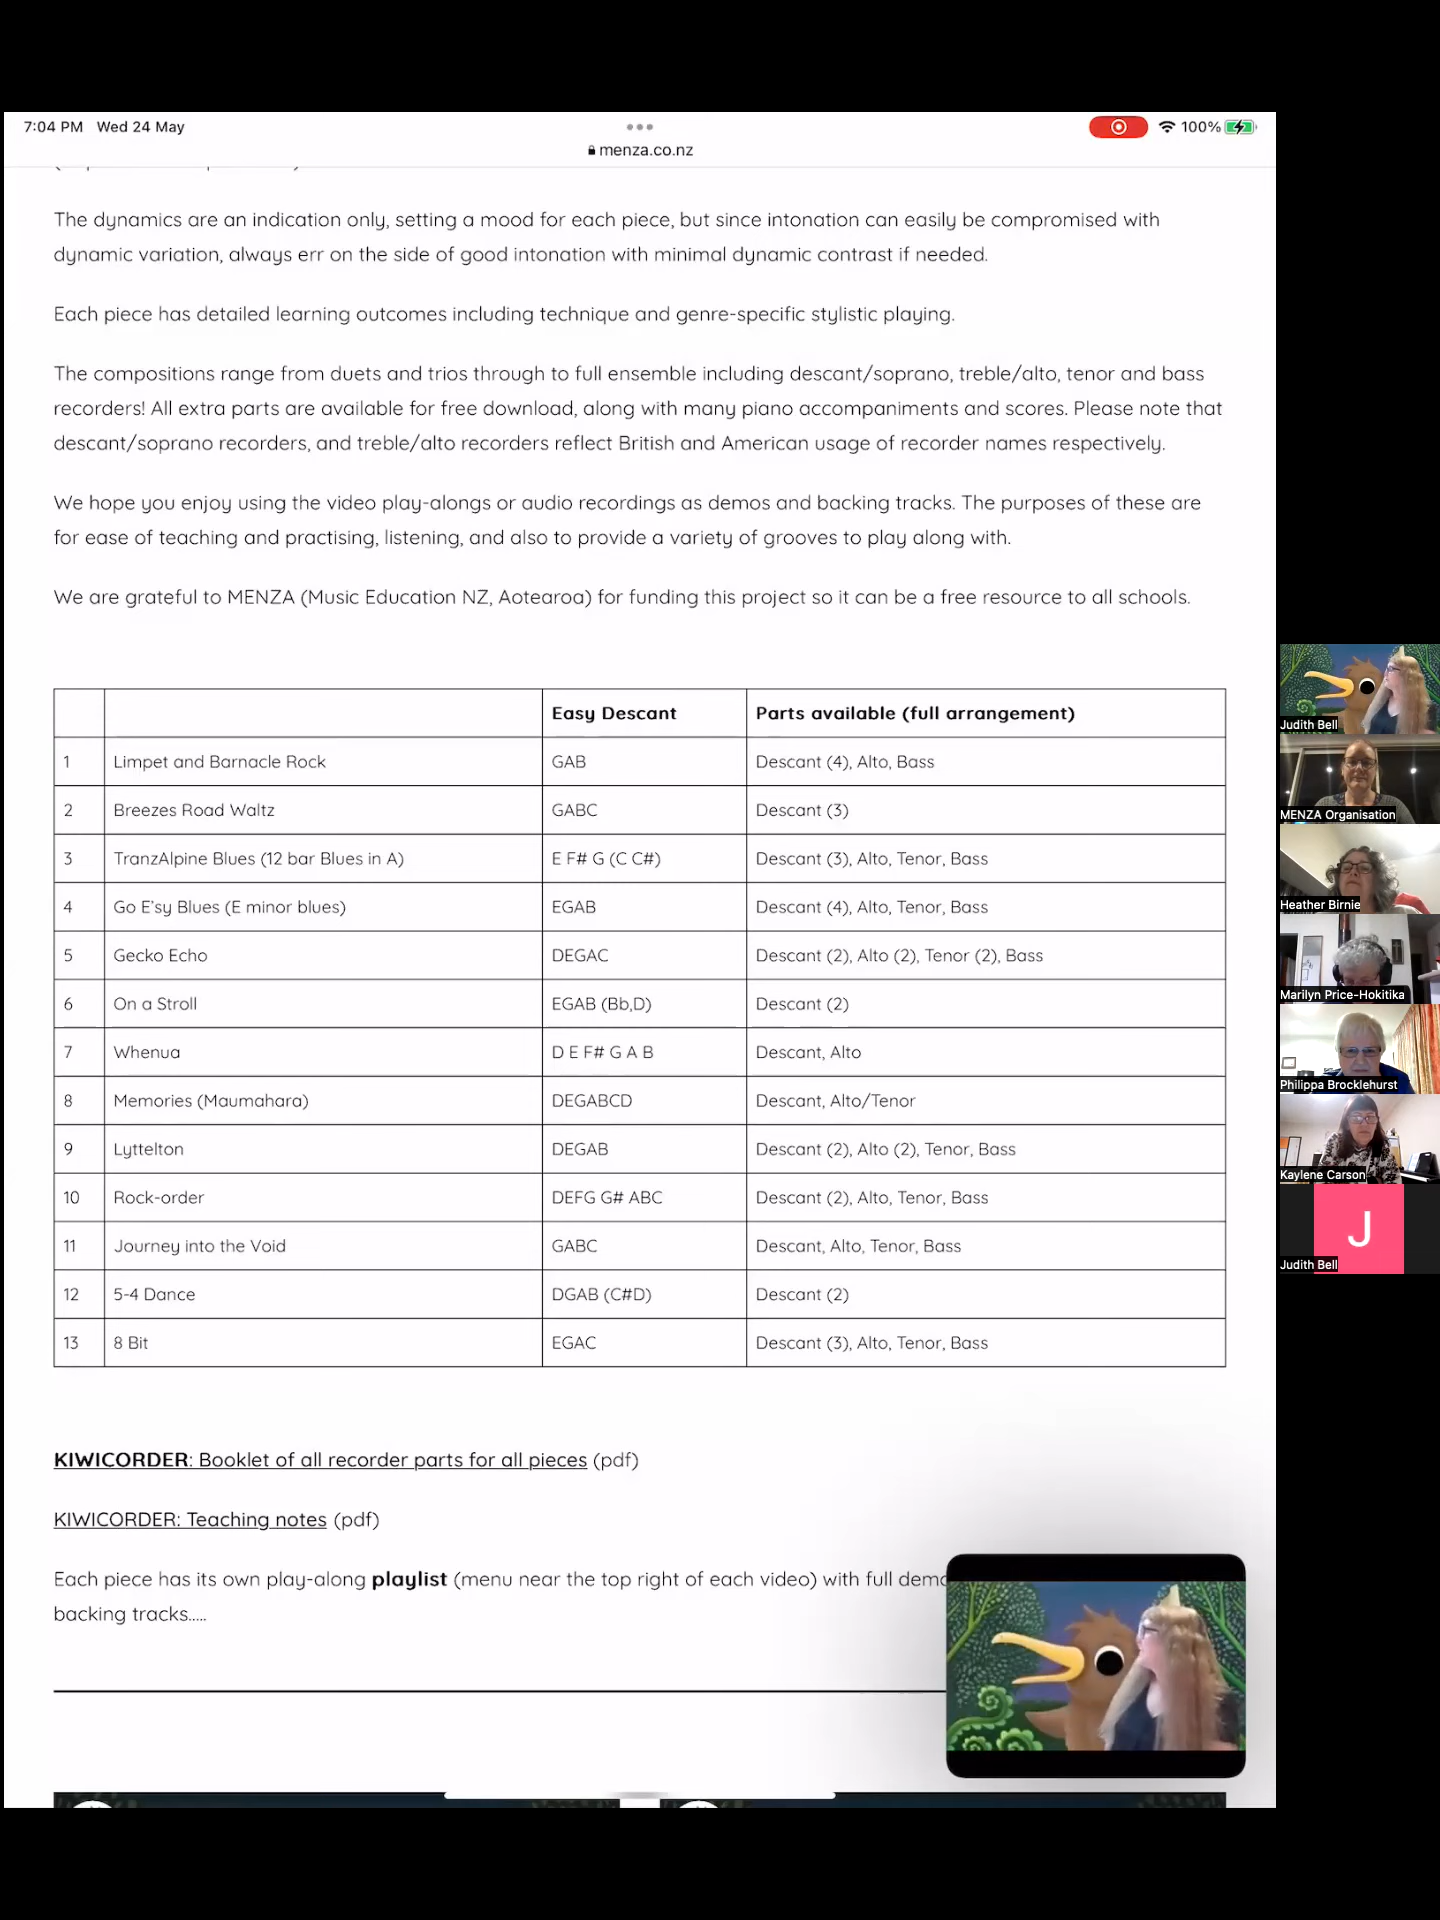 7:04 PM Wed 24 May
100%
menza.co.nz
The dynamics are an indication only, setting a mood for each piece, but since intonation can easily be compromised with
dynamic variation, always err on the side of good intonation with minimal dynamic contrast if needed.
Each piece has detailed learning outcomes including technique and genre-specific stylistic playing.
The compositions range from duets and trios through to full ensemble including descant/soprano, treble/alto, tenor and bass
recorders! All extra parts are available for free download, along with many piano accompaniments and scores. Please note that
descant/soprano recorders, and treble/alto recorders reflect British and American usage of recorder names respectively.
We hope you enjoy using the video play-alongs or audio recordings as demos and backing tracks. The purposes of these are
for ease of teaching and practising, listening, and also to provide a variety of grooves to play along with.
We are grateful to MENZA (Music Education NZ, Aotearoa) for funding this project so it can be a free resource to all schools.
Easy Descant Parts available (full arrangement)
1 Limpet and Barnacle Rock GAB Descant (4), Alto, Bass
2 Breezes Road Waltz GABC Descant (3)
3 TranzAlpine Blues (12 bar Blues in A) E F# G (C C#) Descant (3), Alto, Tenor, Bass
4 Go E'sy Blues (E minor blues) EGAB Descant (4), Alto, Tenor, Bass
5 Gecko Echo DEGAC Descant (2), Alto (2), Tenor (2), Bass
6 On a Stroll EGAB (Bb,D) Descant (2)
7 Whenua D E F# G A B Descant, Alto
8 Memories (Maumahara) DEGABCD Descant, Alto/Tenor
9 Lyttelton DEGAB Descant (2), Alto (2), Tenor, Bass
10 Rock-order DEFG G# ABC Descant (2), Alto, Tenor, Bass
11 Journey into the Void GABC Descant, Alto, Tenor, Bass
12 5-4 Dance DGAB (C#D) Descant (2)
13 8 Bit EGAC Descant (3), Alto, Tenor, Bass
KIWICORDER: Booklet of all recorder parts for all pieces (pdf)
KIWICORDER: Teaching notes (pdf)
Each piece has its own play-along playlist (menu near the top right of each video) with full demo
backing tracks.....
Judith Bell
MENZA Organisation
Heather Birnie
Marilyn Price-Hokitika
Philippa Brocklehurst
Kaylene Carson
J
Judith Bell